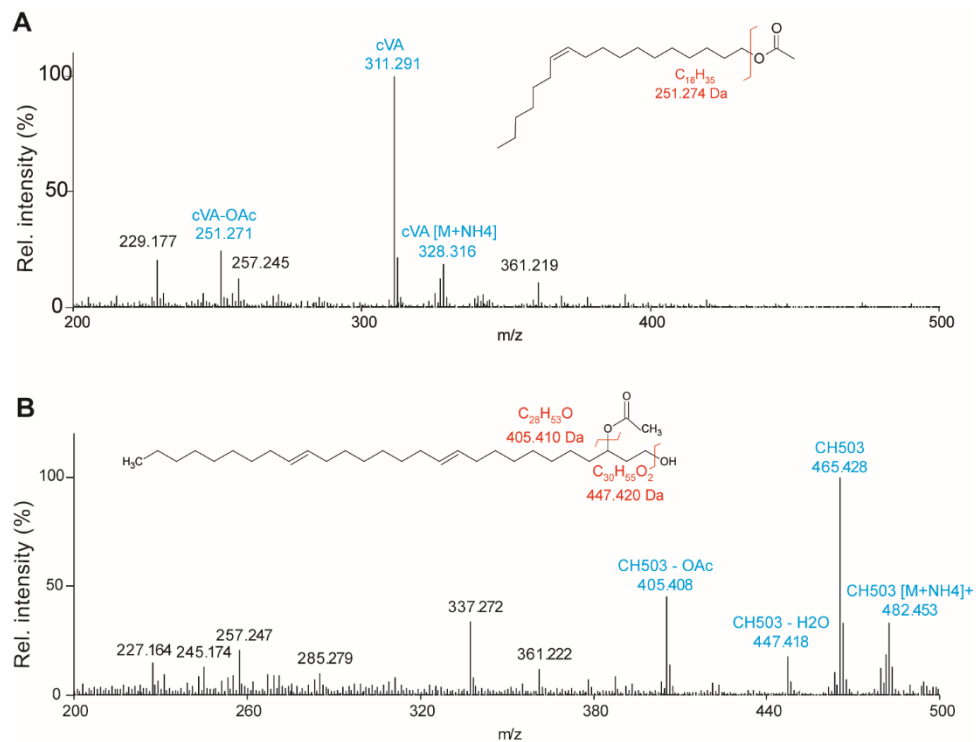 A
cVA
311.291
O
O
C₁₈H₃₅
251.274 Da
100
50
0
Rel. intensity (%)
cVA-OAc
251.271
229.177
257.245
cVA [M+NH4]
328.316
361.219
200
300
400
500
m/z
B
C₂₈H₅₃O
405.410 Da
O
O
CH₃
H₃C
OH
C₃₀H₅₅O₂
447.420 Da
CH503
465.428
100
50
0
Rel. intensity (%)
CH503 - OAc
405.408
CH503 [M+NH4]+
482.453
CH503 - H2O
447.418
337.272
227.164
245.174
257.247
285.279
361.222
200
260
320
380
440
500
m/z